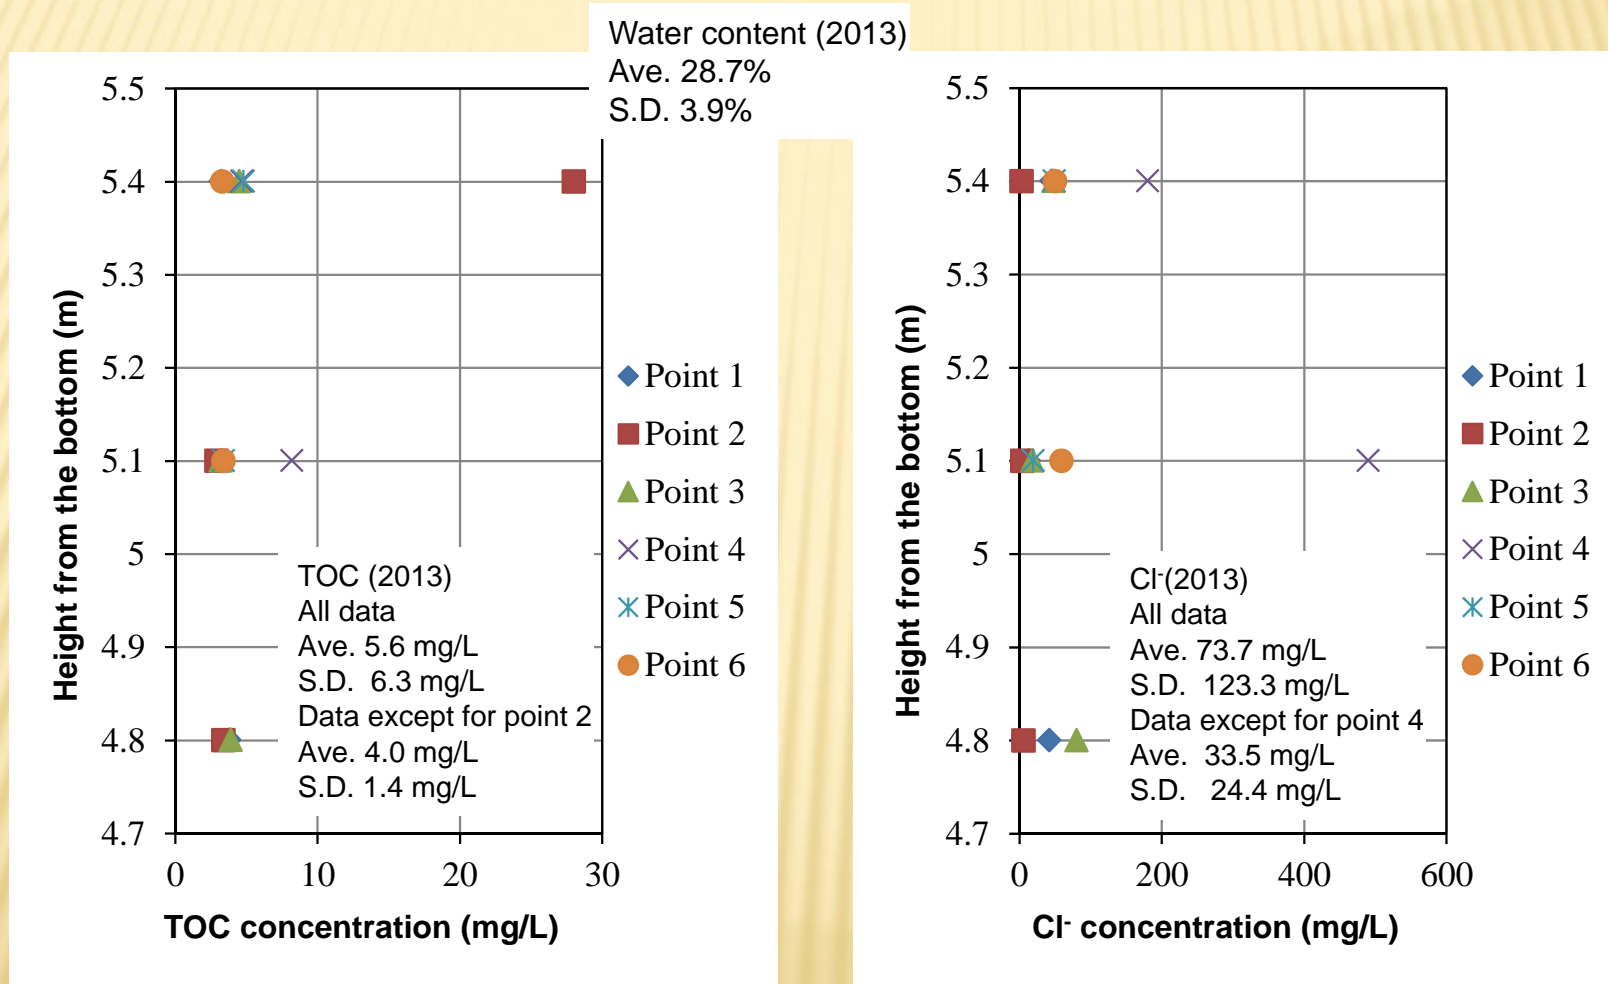 Water content (2013)
Ave. 28.7%
S.D. 3.9%
5.5
5.4
5.3
5.2
5.1
5
4.9
4.8
4.7
0
10
20
30
Height from the bottom (m)
TOC concentration (mg/L)
TOC (2013)
All data
Ave. 5.6 mg/L
S.D. 6.3 mg/L
Data except for point 2
Ave. 4.0 mg/L
S.D. 1.4 mg/L
Point 1
Point 2
Point 3
Point 4
Point 5
Point 6
5.5
5.4
5.3
5.2
5.1
5
4.9
4.8
4.7
0
200
400
600
Height from the bottom (m)
Cl- concentration (mg/L)
Cl-(2013)
All data
Ave. 73.7 mg/L
S.D. 123.3 mg/L
Data except for point 4
Ave. 33.5 mg/L
S.D. 24.4 mg/L
Point 1
Point 2
Point 3
Point 4
Point 5
Point 6